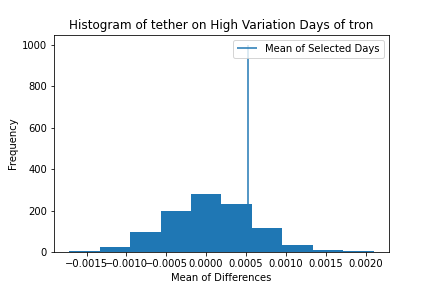 Histogram of tether on High Variation Days of tron
Mean of Selected Days
1000
800
600
400
200
0
Frequency
−0.0015 −0.0010 −0.0005 0.0000 0.0005 0.0010 0.0015 0.0020
Mean of Differences